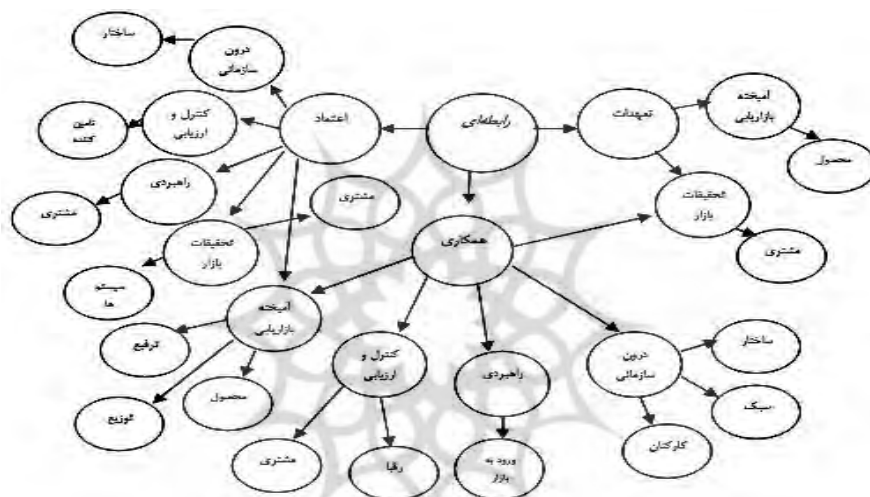 ساختار
درون
سازمانی
آمیخته
بازاریابی
تعهدات
رابطه‌ای
اعتماد
کنترل و
ارزیابی
تامین
کننده
محصول
راهبردی
مشتری
مشتری
تحقیقات
بازار
مشتری
همکاری
تحقیقات
بازار
سیستم
ها
آمیخته
بازاریابی
ترفیع
ساختار
درون
سازمانی
کنترل و
ارزیابی
راهبردی
محصول
توزیع
سبک
کارکنان
مشتری
رقبا
ورود به
بازار